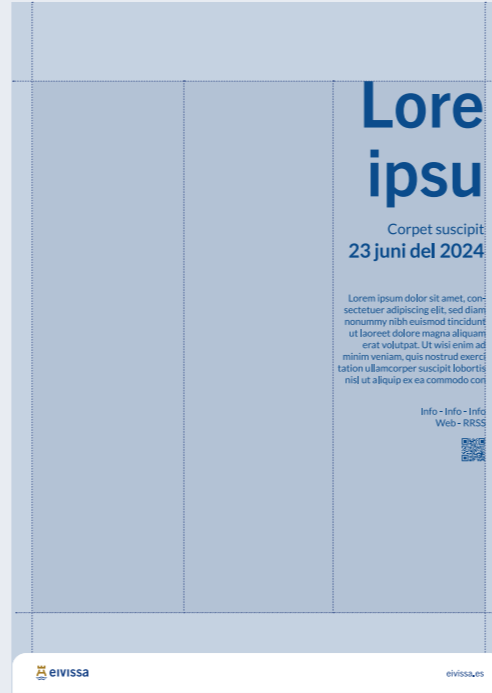 Lore
ipsu
Corpet suscipit
23 juni del 2024
Lorem ipsum dolor sit amet, con-
sectetuer adipiscing elit, sed diam
nonummy nibh euismod tincidunt
ut laoreet dolore magna aliquam
erat volutpat. Ut wisi enim ad
minim veniam, quis nostrud exerci
tation ullamcorper suscipit lobortis
nisl ut aliquip ex ea commodo con
Info - Info - Info
Web - RRSS
eivissa
eivissa.es